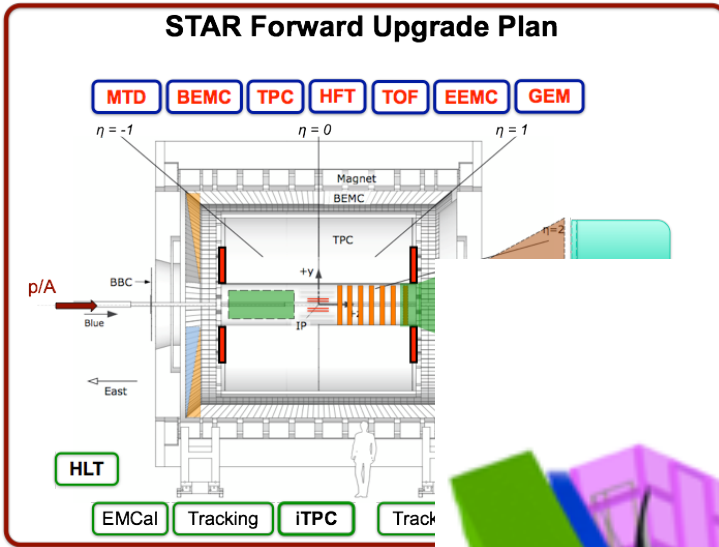 STAR Forward Upgrade Plan
MTD BEMC TPC HFT TOF EEMC GEM
η = -1 η = 0 η = 1
Magnet
BEMC
η=2
TPC
+y
BBC
p/A
Blue
IP
East
HLT
EMCal Tracking iTPC Track